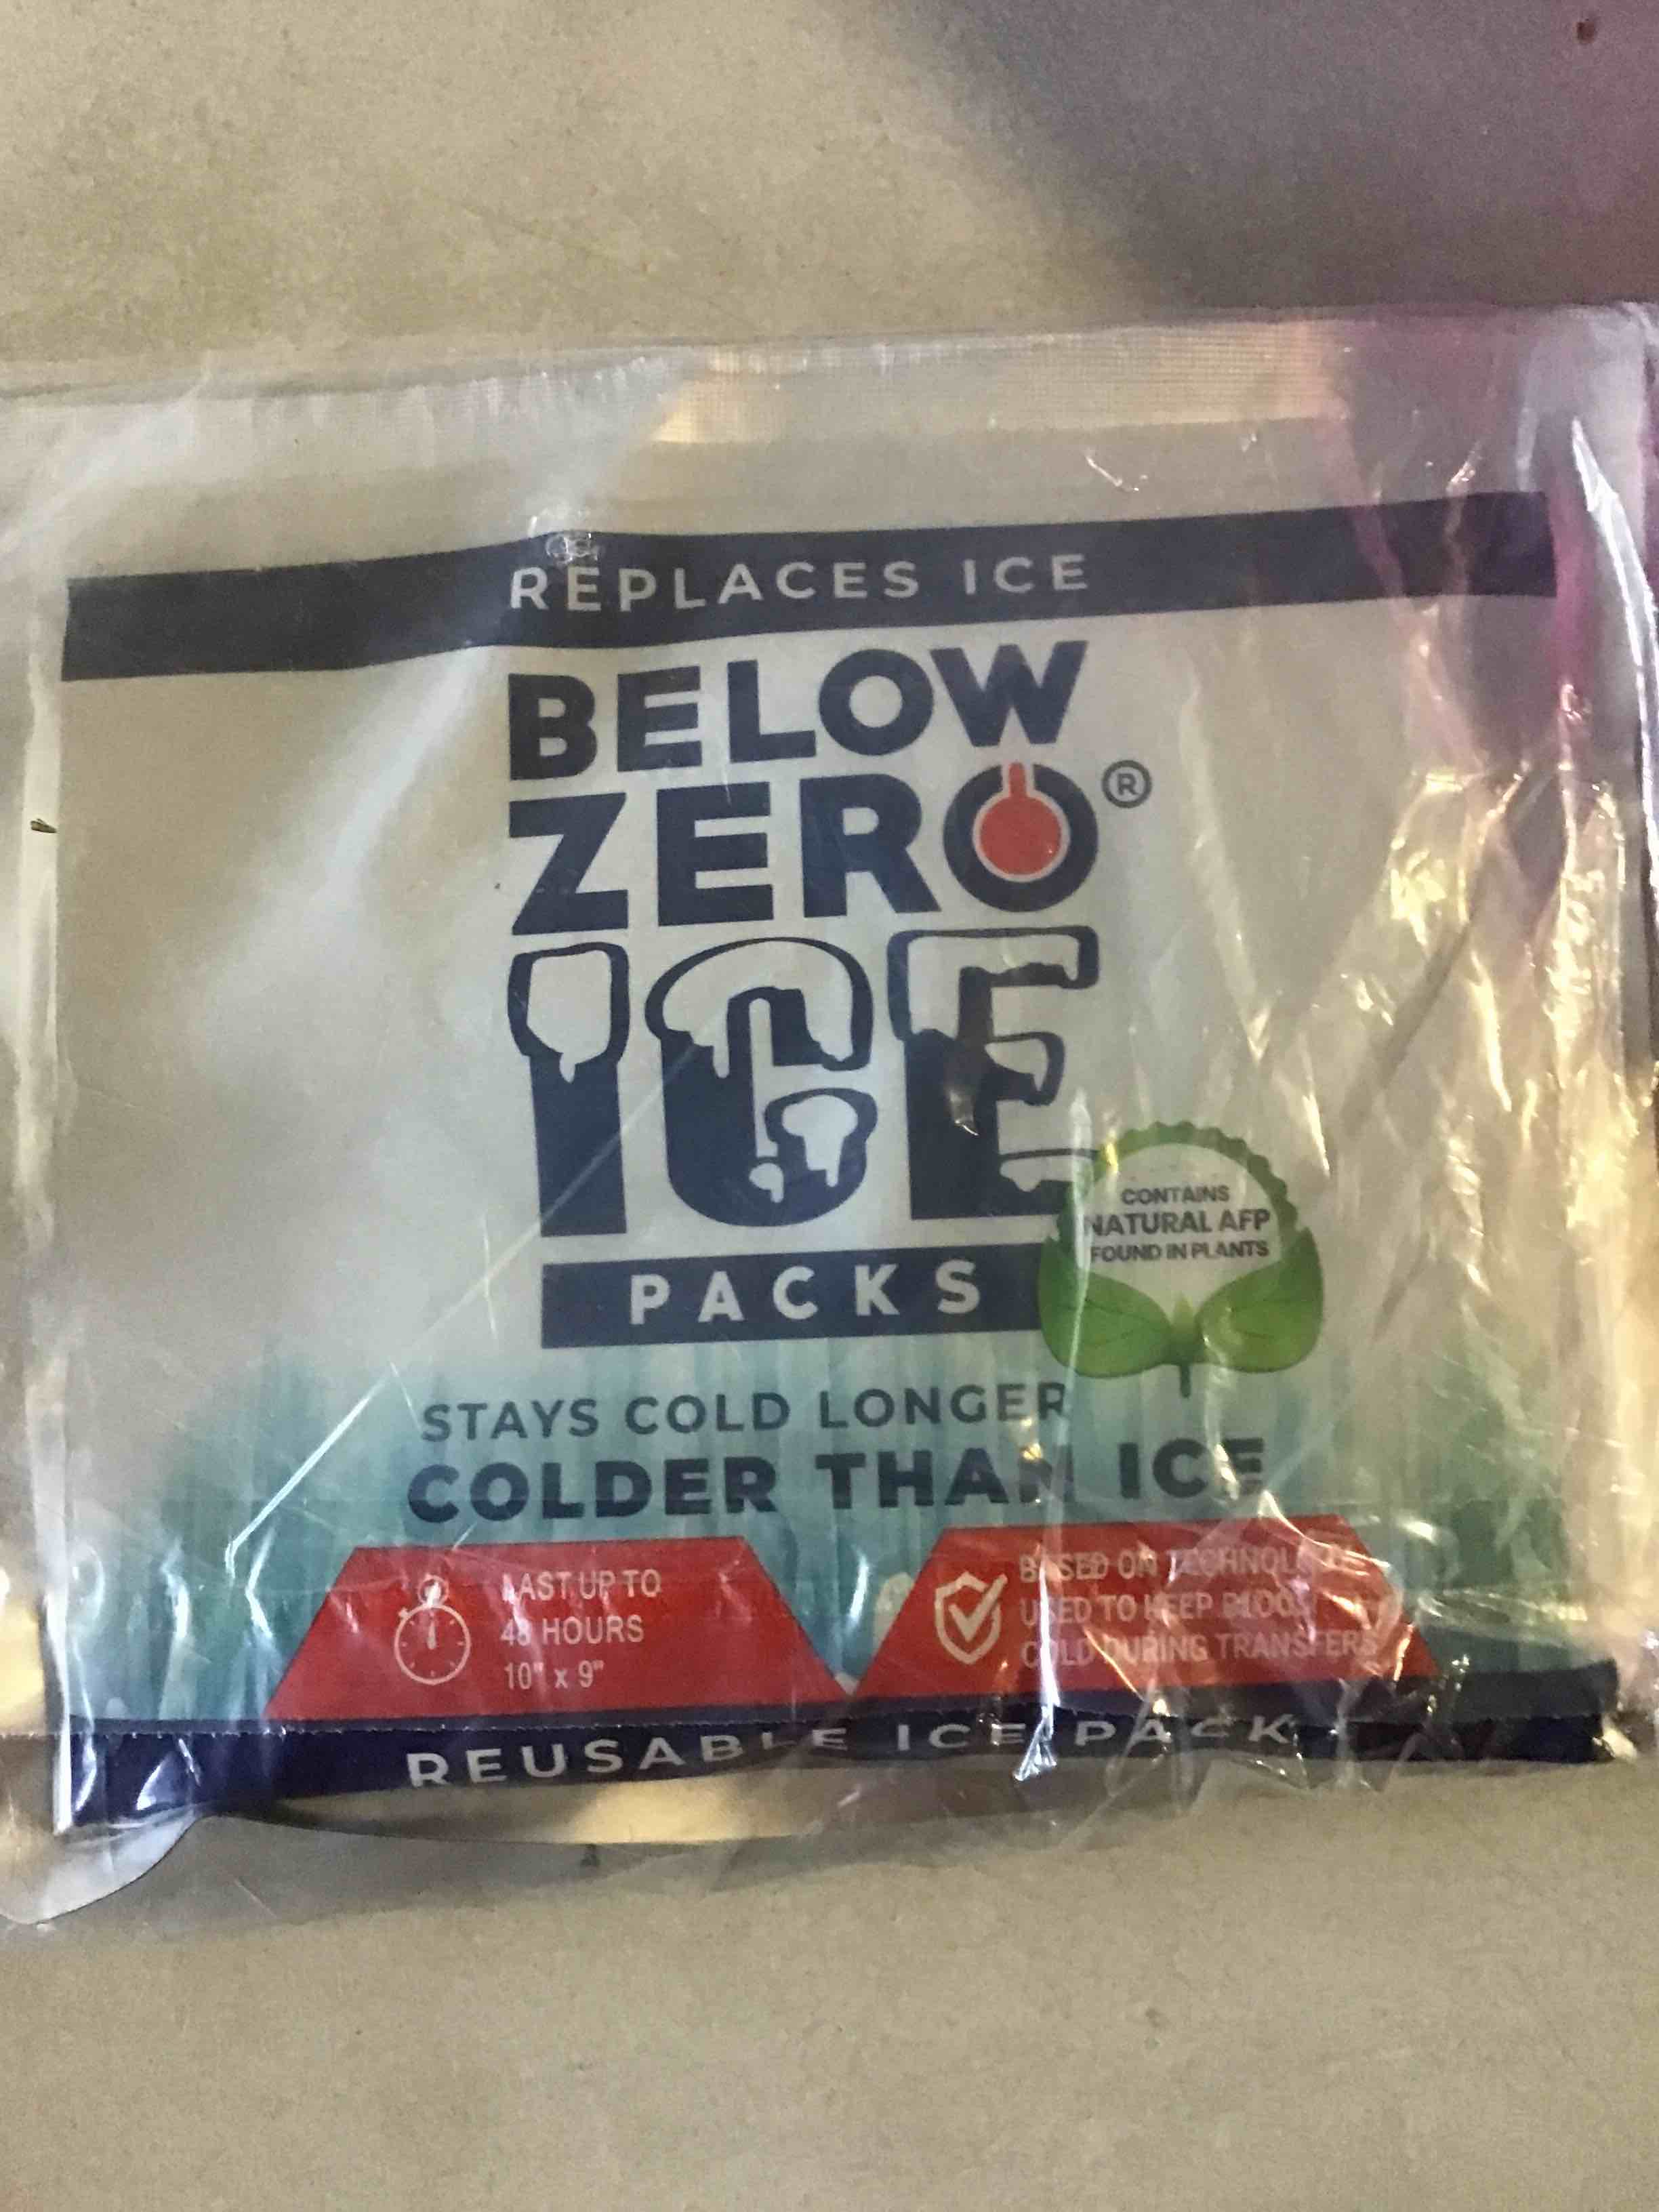 REPLACES ICE
BELOW
ZERO®
ICE
PACKS
CONTAINS
NATURAL AFP
FOUND IN PLANTS
STAYS COLD LONGER
COLDER THAN ICE
LAST UP TO
48 HOURS
10" x 9"
BASED ON
USED TO KEEP BLOOD
COLD DURING TRANSFERS
REUSABLE ICE PACK